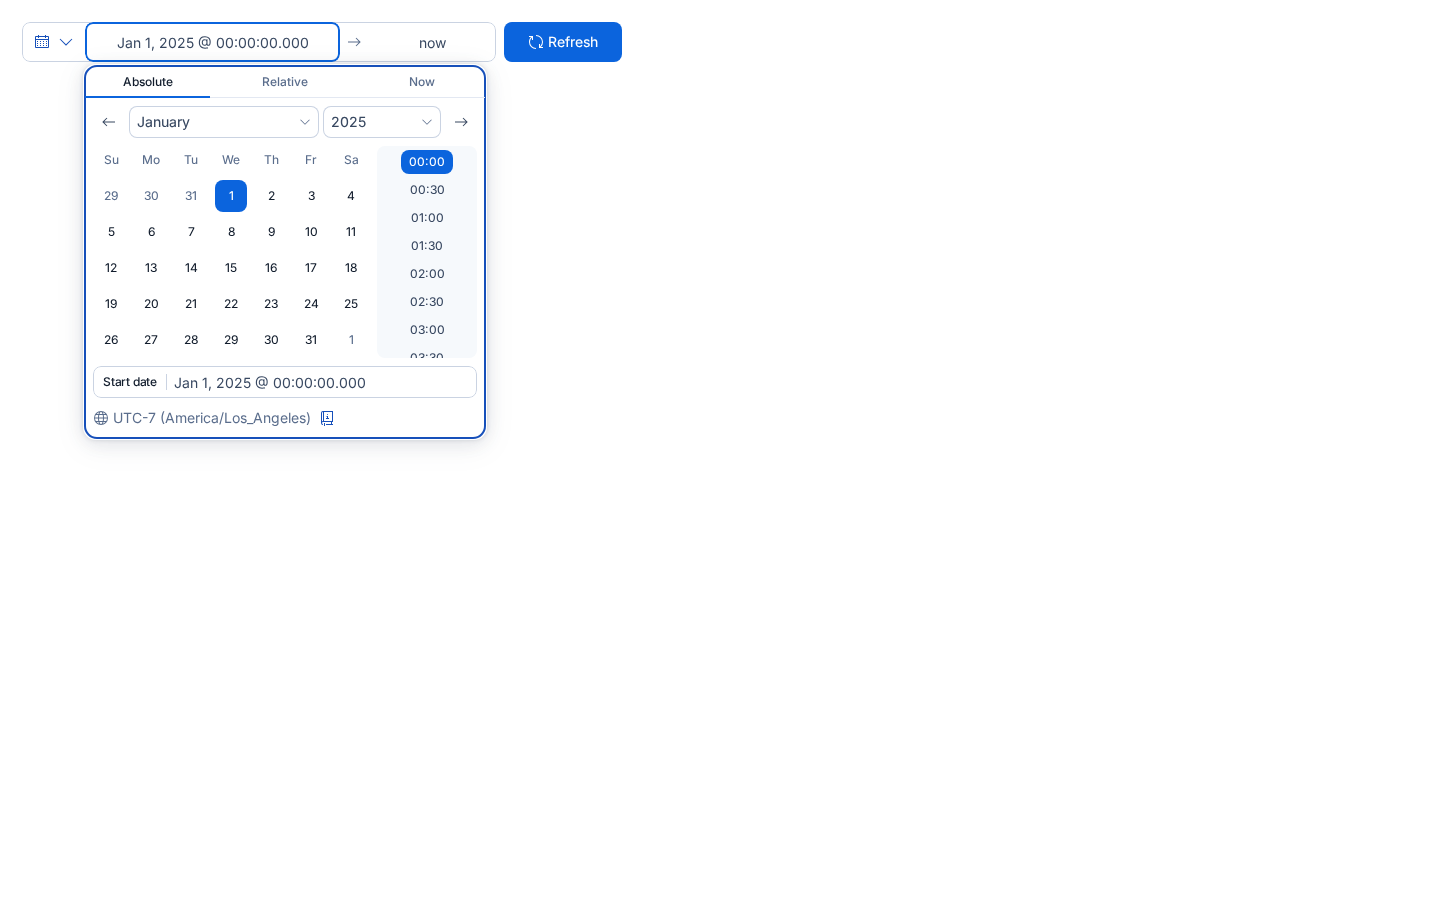 Jan 1, 2025 @ 00:00:00.000 → now Refresh
Absolute Relative Now
← January 2025 →
Su Mo Tu We Th Fr Sa
29 30 31 1 2 3 4
5 6 7 8 9 10 11
12 13 14 15 16 17 18
19 20 21 22 23 24 25
26 27 28 29 30 31 1
00:00
00:30
01:00
01:30
02:00
02:30
03:00
03:30
Start date Jan 1, 2025 @ 00:00:00.000
UTC-7 (America/Los_Angeles)